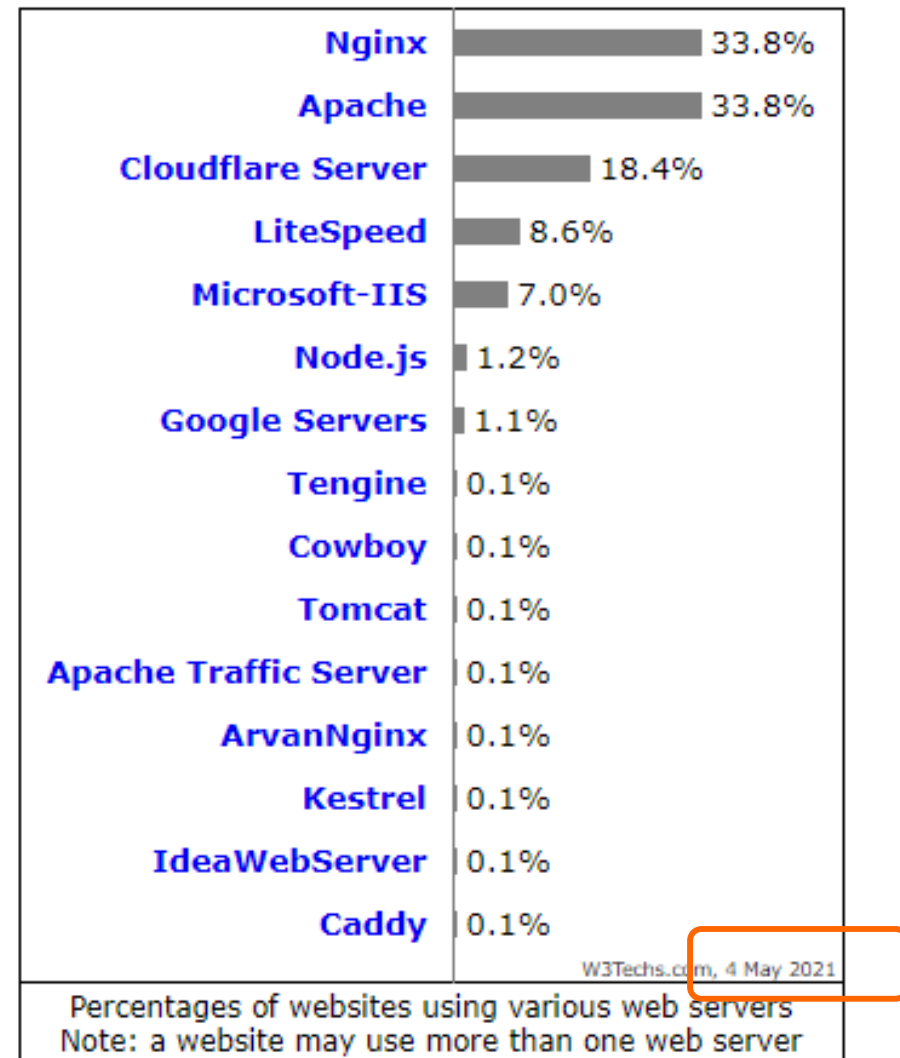 Nginx 33.8%
Apache 33.8%
Cloudflare Server 18.4%
LiteSpeed 8.6%
Microsoft-IIS 7.0%
Node.js 1.2%
Google Servers 1.1%
Tengine 0.1%
Cowboy 0.1%
Tomcat 0.1%
Apache Traffic Server 0.1%
ArvanNginx 0.1%
Kestrel 0.1%
IdeaWebServer 0.1%
Caddy 0.1%
W3Techs.com, 4 May 2021
Percentages of websites using various web servers
Note: a website may use more than one web server